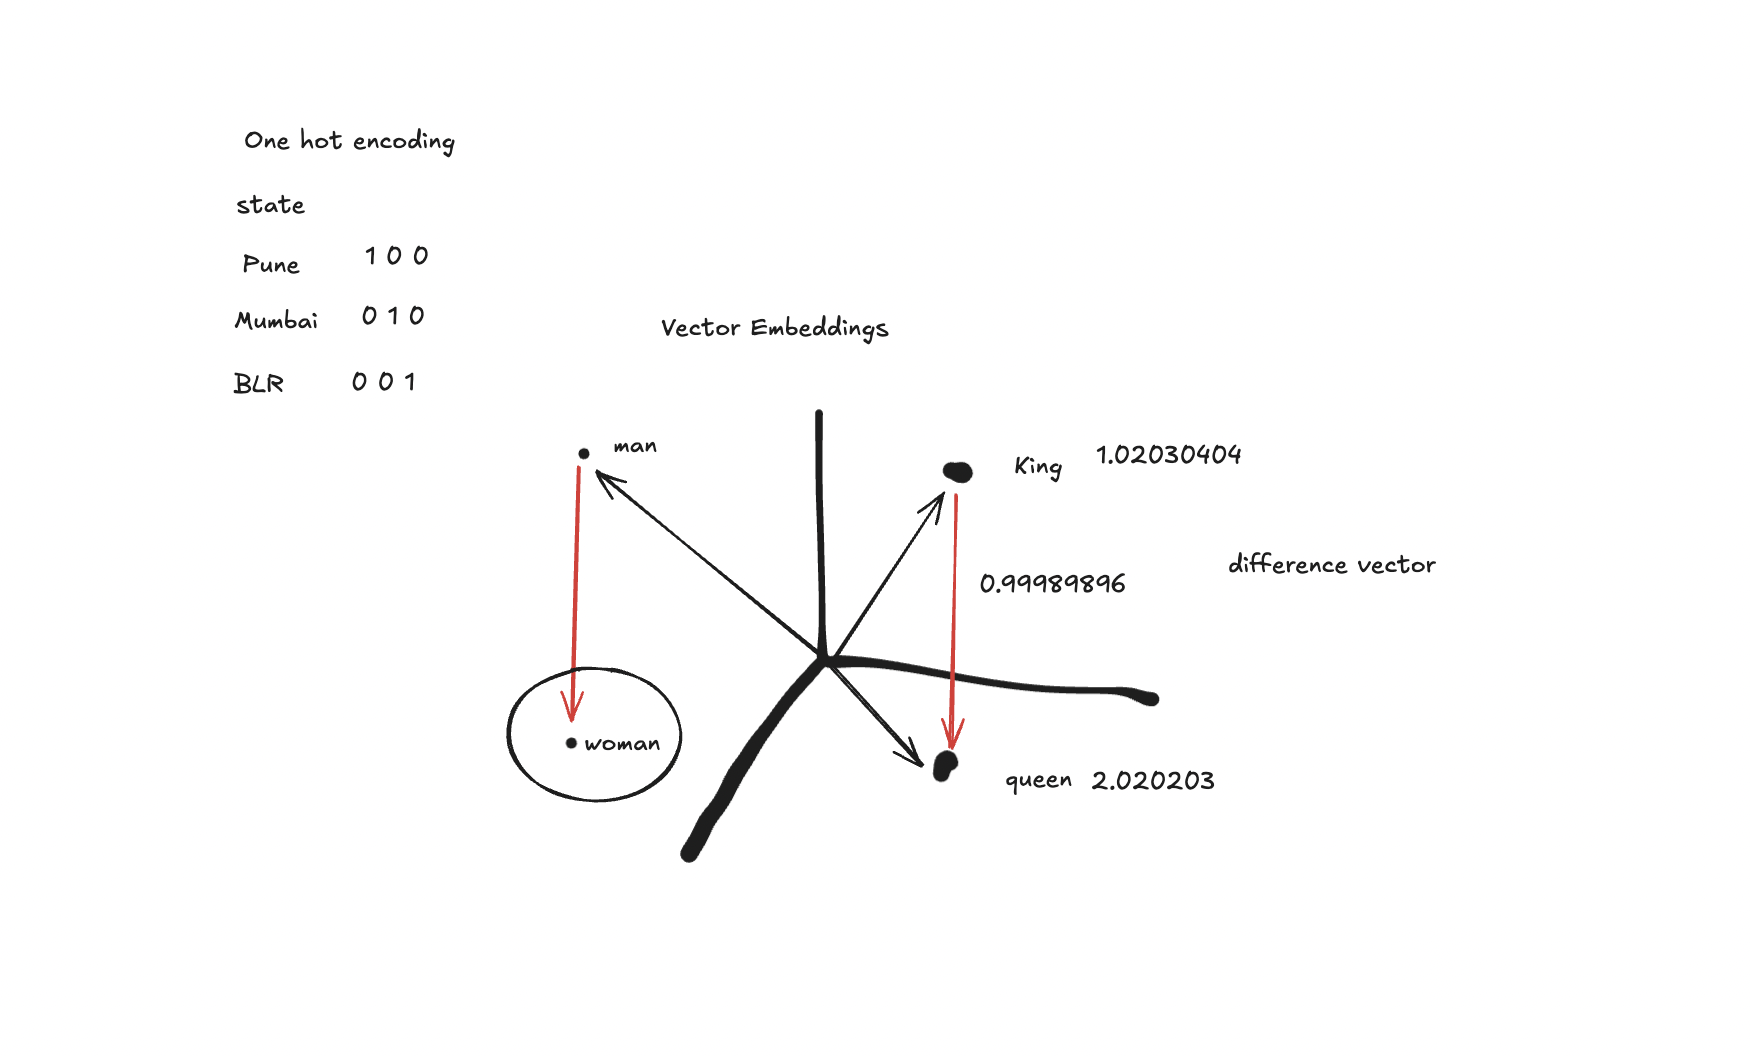 One hot encoding
state
Pune 1 0 0
Mumbai 0 1 0
BLR 0 0 1
Vector Embeddings
man
King 1.02030404
0.99989896
difference vector
woman
queen 2.020203